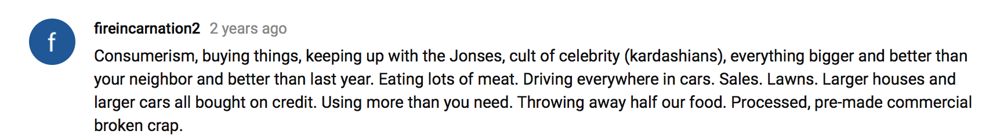 f
fireincarnation2 2 years ago
Consumerism, buying things, keeping up with the Jonses, cult of celebrity (kardashians), everything bigger and better than
your neighbor and better than last year. Eating lots of meat. Driving everywhere in cars. Sales. Lawns. Larger houses and
larger cars all bought on credit. Using more than you need. Throwing away half our food. Processed, pre-made commercial
broken crap.